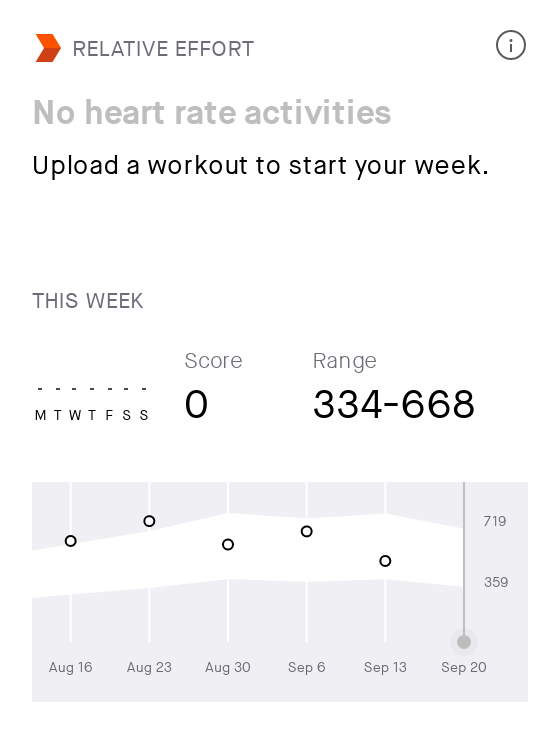 RELATIVE EFFORT
No heart rate activities
Upload a workout to start your week.
THIS WEEK
Score Range
- - - - - - -
0 334-668
M T W T F S S
719
359
Aug 16 Aug 23 Aug 30 Sep 6 Sep 13 Sep 20